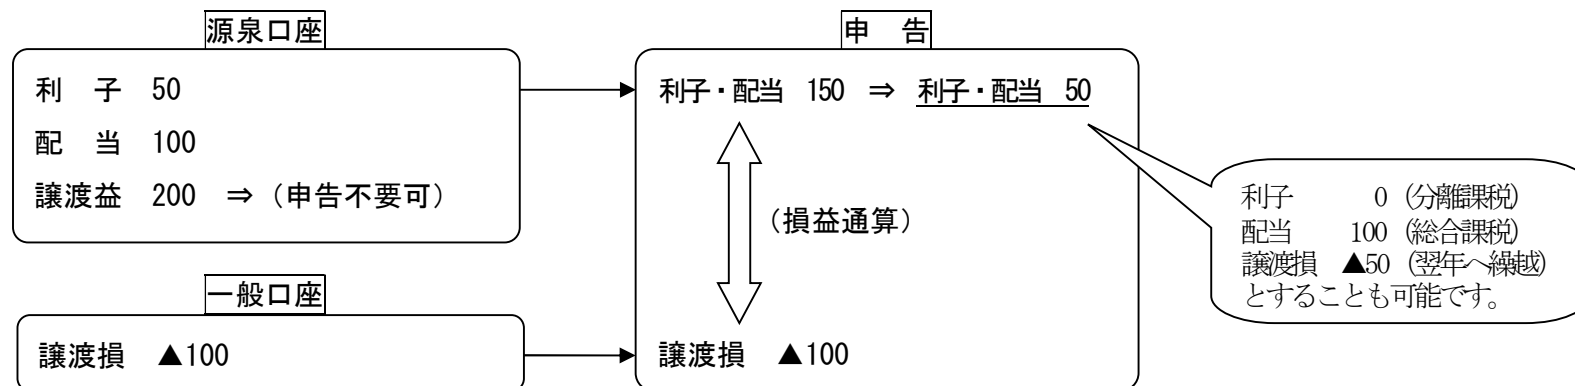 源泉口座
利　子　50
配　当　100
譲渡益　200　⇒（申告不要可）
一般口座
譲渡損　▲100
申　告
利子・配当　150　⇒　利子・配当　50
（損益通算）
譲渡損　▲100
利子　0（分離課税）
配当　100（総合課税）
譲渡損　▲50（翌年へ繰越）
とすることも可能です。